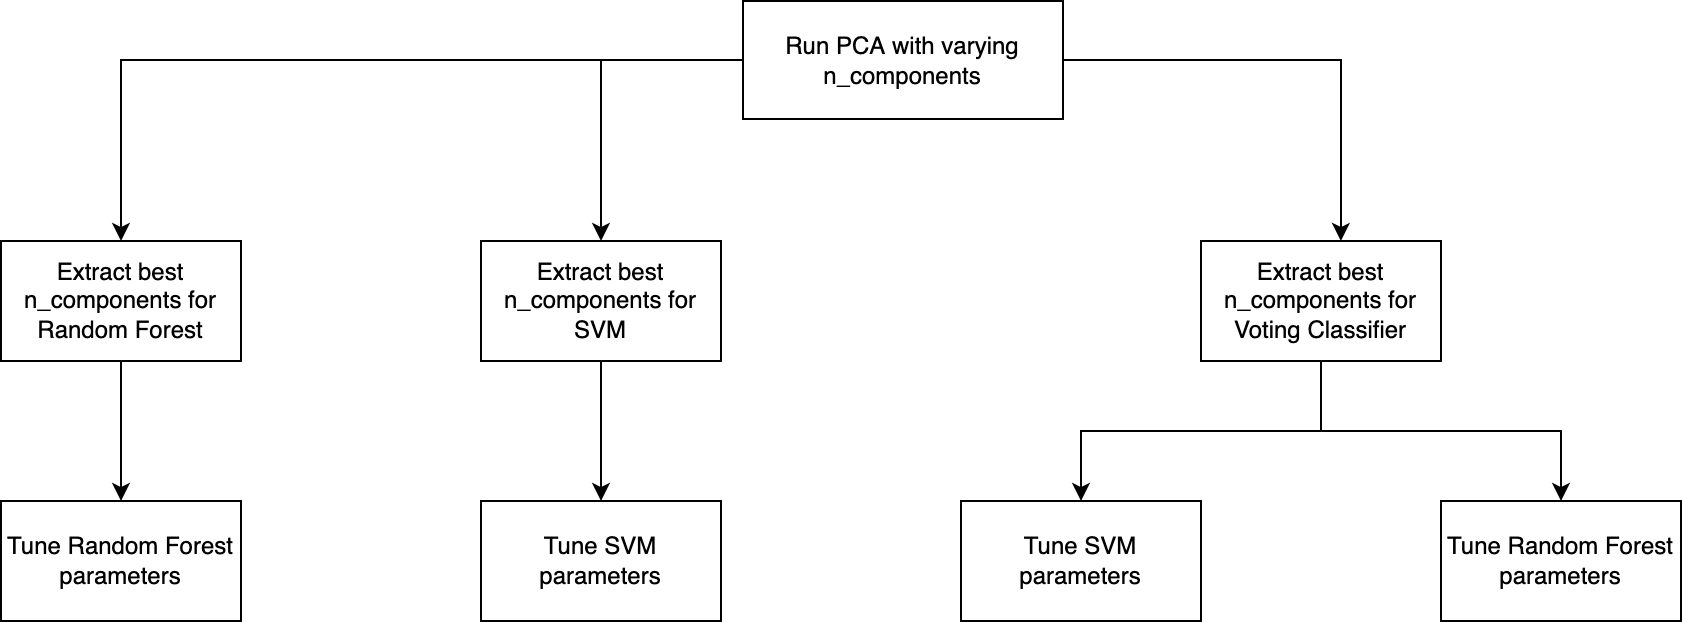 Run PCA with varying
n_components
Extract best
n_components for
Random Forest
Extract best
n_components for
SVM
Extract best
n_components for
Voting Classifier
Tune Random Forest
parameters
Tune SVM
parameters
Tune SVM
parameters
Tune Random Forest
parameters